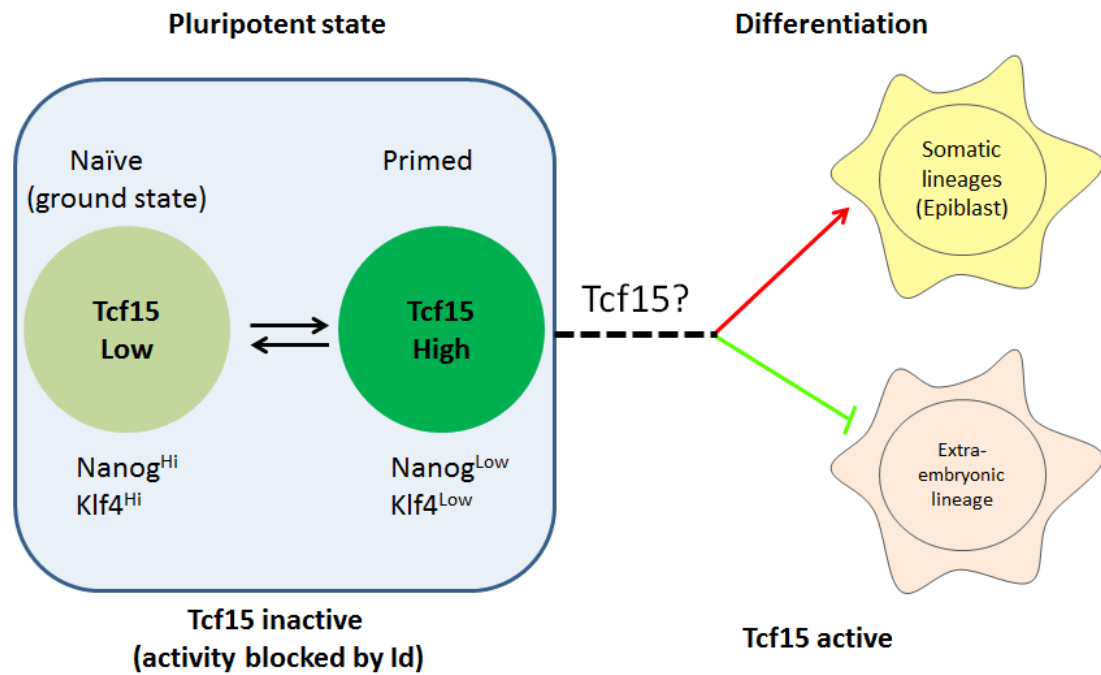 Pluripotent state
Differentiation
Naïve
(ground state)
Primed
Tcf15
Low
Tcf15
High
Nanog^Hi
Klf4^Hi
Nanog^Low
Klf4^Low
Tcf15?
Somatic
lineages
(Epiblast)
Extra-
embryonic
lineage
Tcf15 inactive
(activity blocked by Id)
Tcf15 active